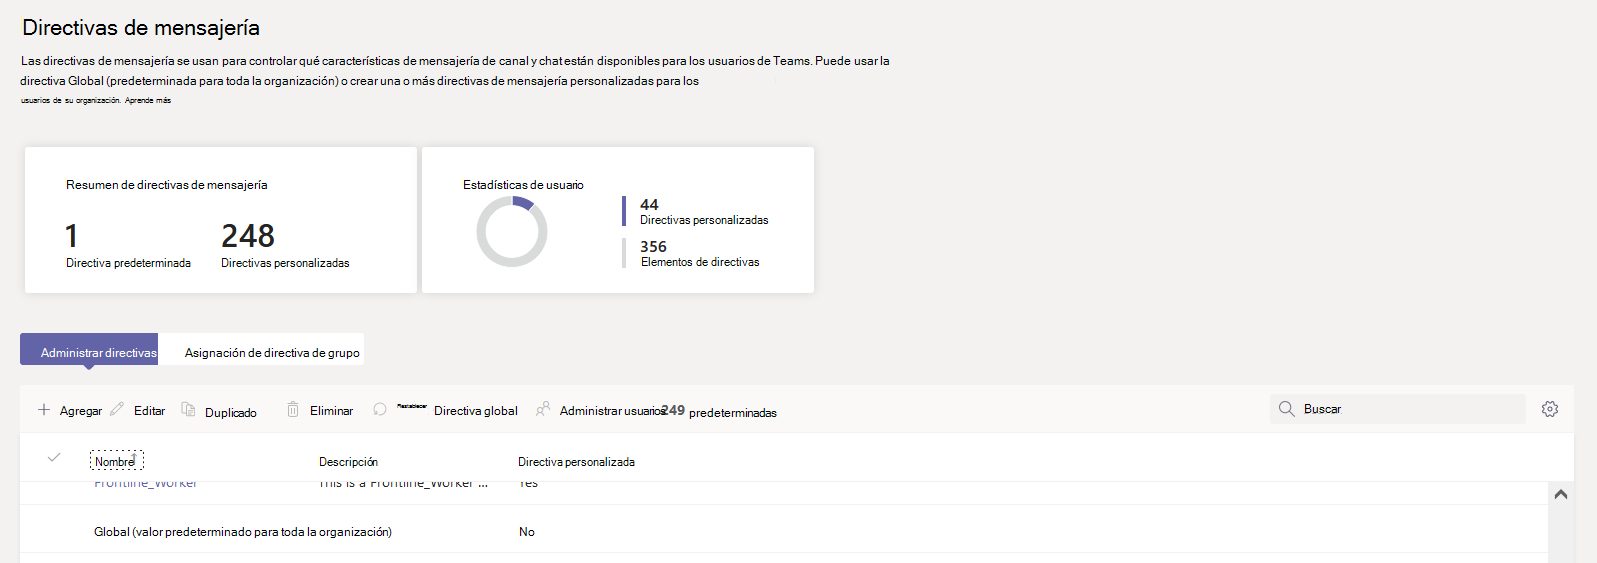 Directivas de mensajería
Las directivas de mensajería se usan para controlar qué características de mensajería de canal y chat están disponibles para los usuarios de Teams. Puede usar la
directiva Global (predeterminada para toda la organización) o crear una o más directivas de mensajería personalizadas para los
usuarios de su organización. Aprende más
Resumen de directivas de mensajería
1
Directiva predeterminada
248
Directivas personalizadas
Estadísticas de usuario
44
Directivas personalizadas
356
Elementos de directivas
Administrar directivas
Asignación de directiva de grupo
Agregar Editar Duplicado Eliminar Restablecer Directiva global Administrar usuarios 249 predeterminadas
Buscar
Nombre Descripción Directiva personalizada
Frontline_Worker This is a Frontline_Worker ... Yes
Global (valor predeterminado para toda la organización) No